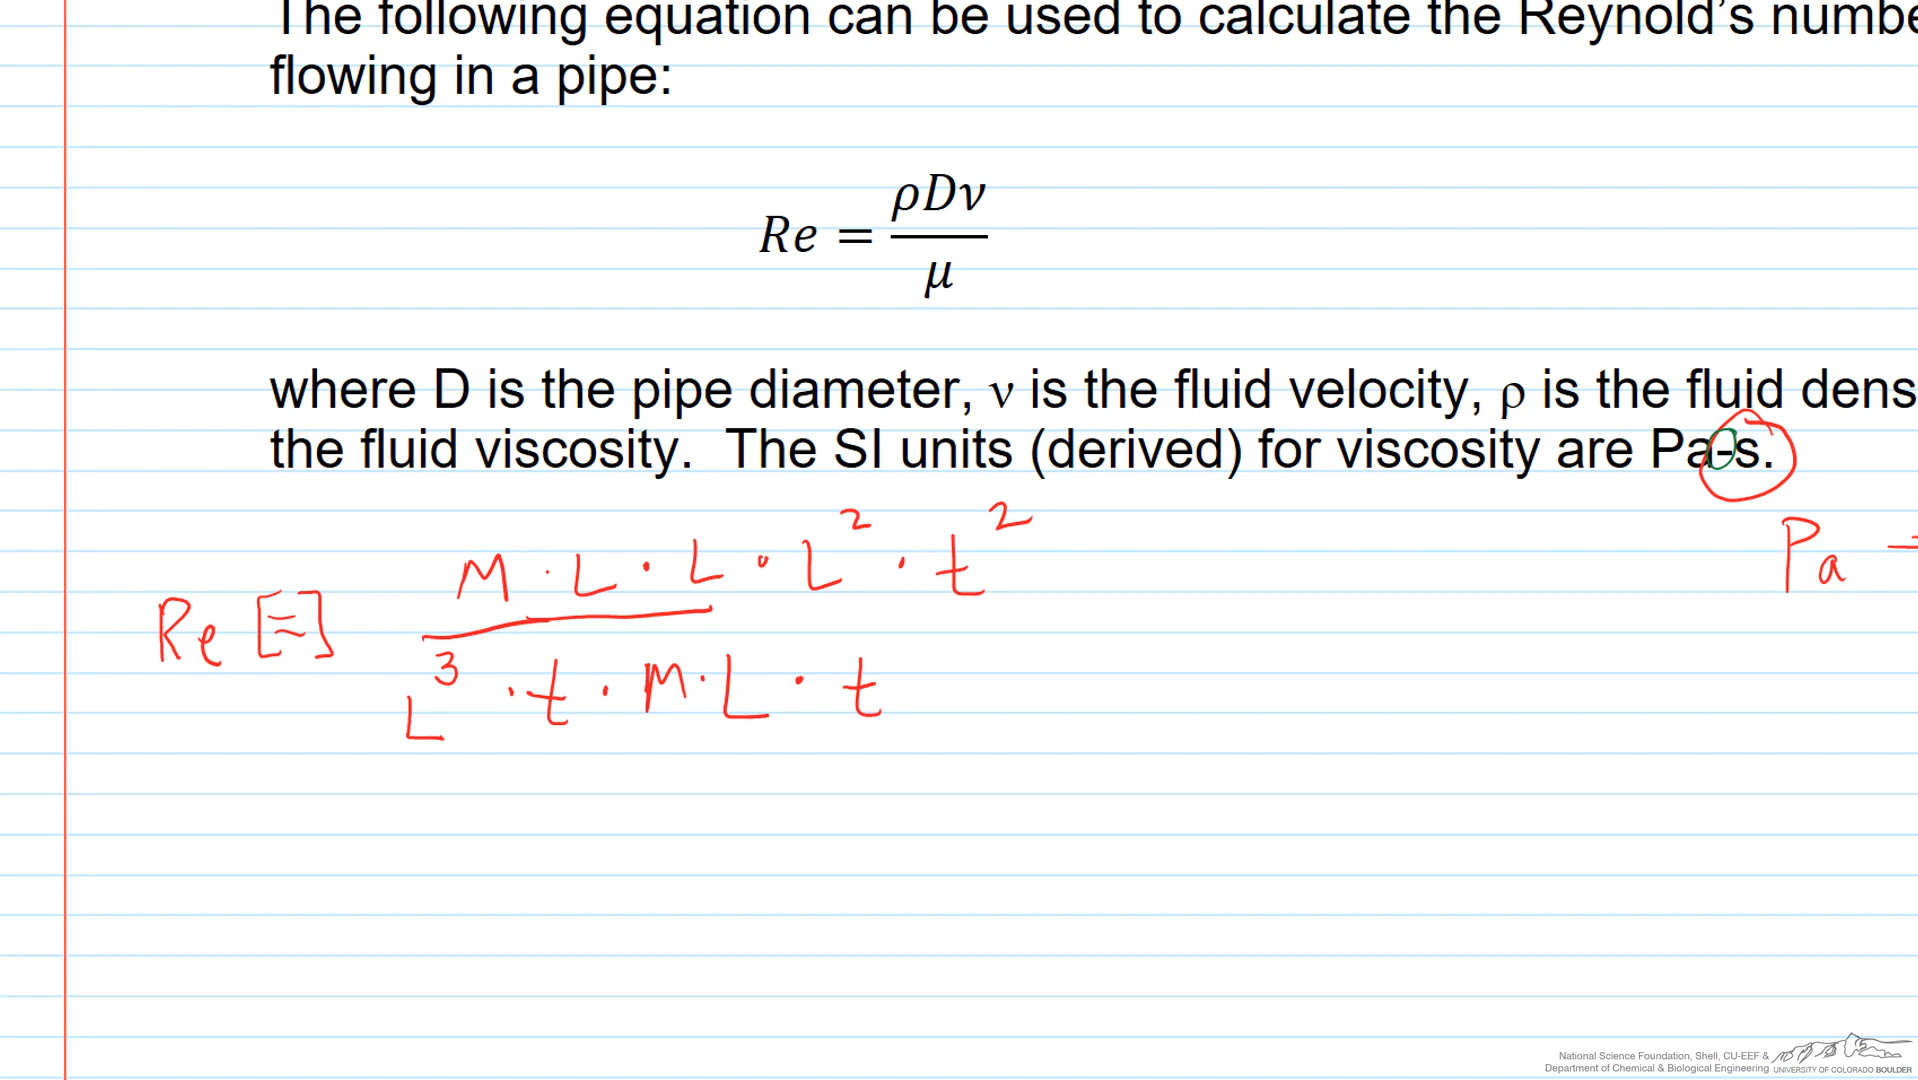 The following equation can be used to calculate the Reynold's numbe
flowing in a pipe:
Re = ρDν / μ
where D is the pipe diameter, ν is the fluid velocity, ρ is the fluid dens
the fluid viscosity. The SI units (derived) for viscosity are Pa-s.
Pa =
M · L · L · L² · t²
Re [=]
L³ · t · M · L · t
National Science Foundation, Shell, CU-EEF &
Department of Chemical & Biological Engineering UNIVERSITY OF COLORADO BOULDER